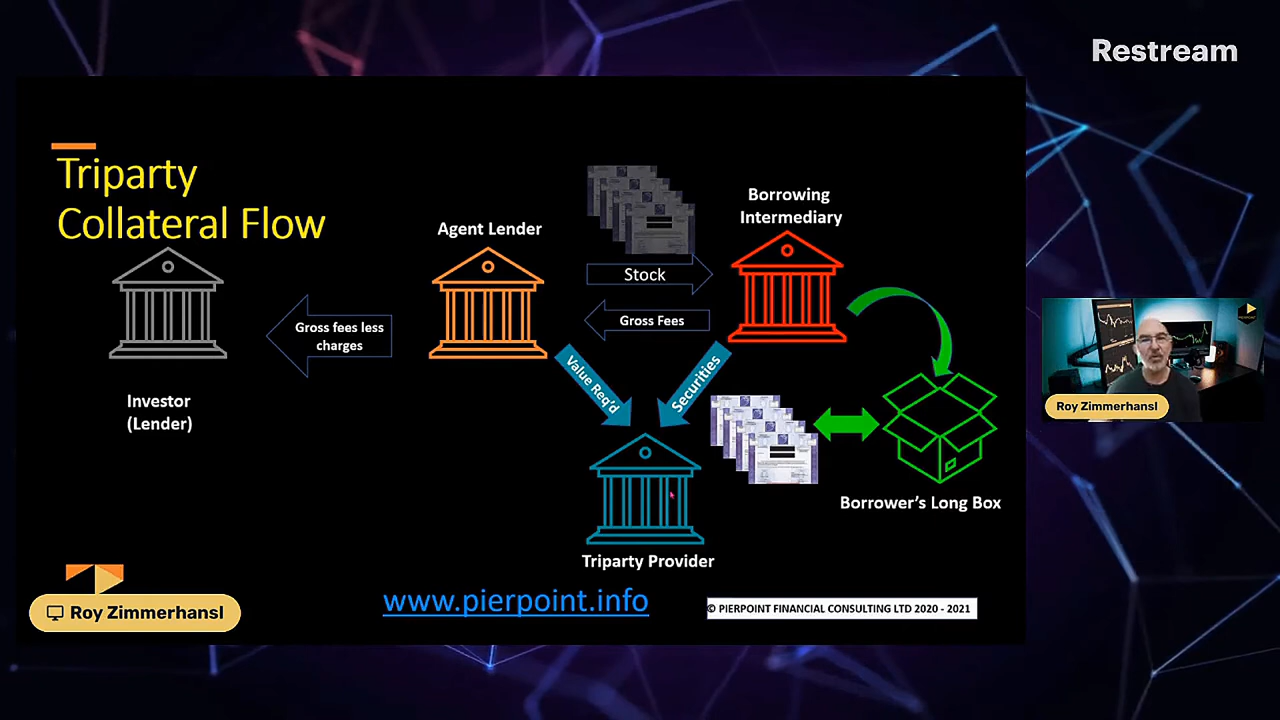 Restream
Triparty
Collateral Flow
Borrowing
Intermediary
Agent Lender
Stock
Gross Fees
Gross fees less
charges
Value Req'd
Securities
Investor
(Lender)
Roy Zimmerhansl
Borrower's Long Box
Triparty Provider
www.pierpoint.info
© PIERPOINT FINANCIAL CONSULTING LTD 2020 - 2021
Roy Zimmerhansl